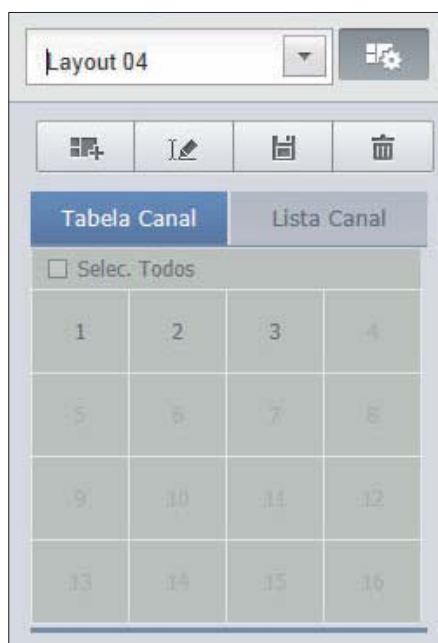 Layout 04
Tabela Canal Lista Canal
Selec. Todos
1 2 3 4
5 6 7 8
9 10 11 12
13 14 15 16